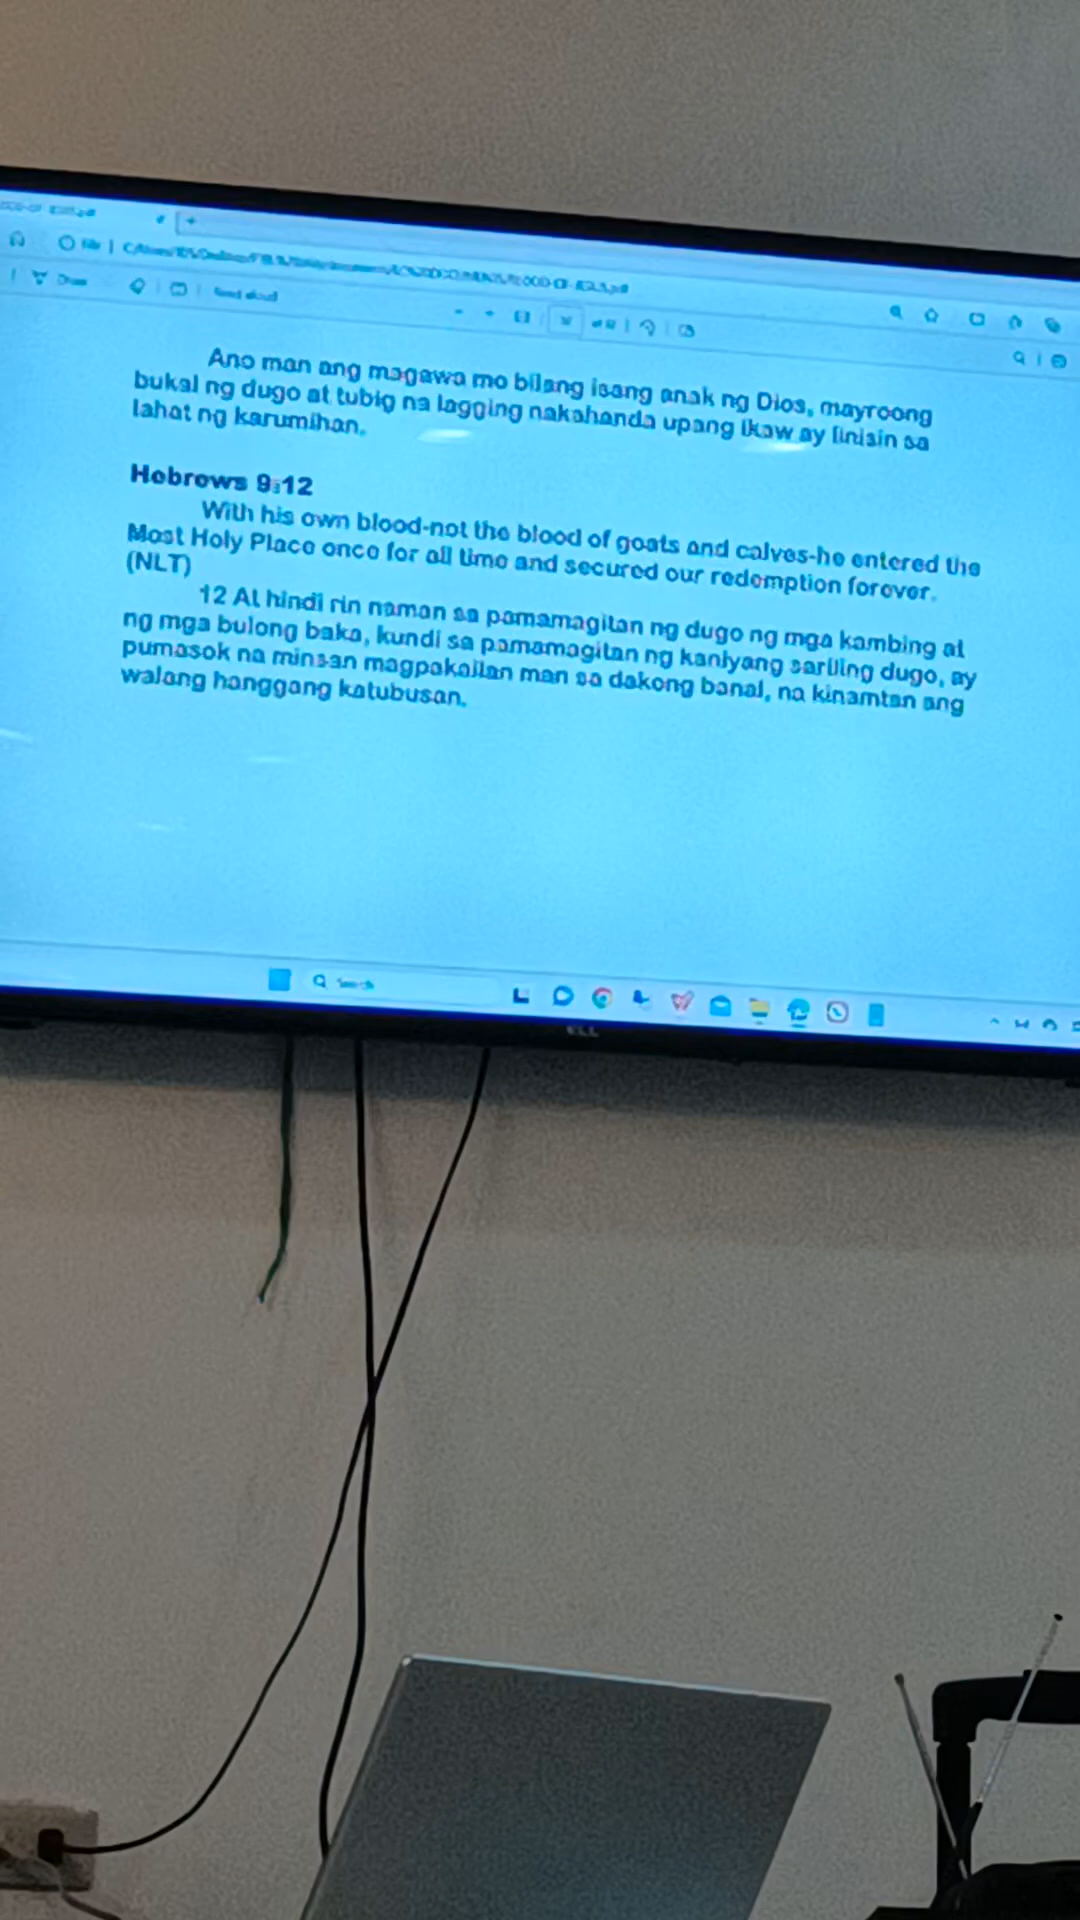 Read aloud
Ano man ang magawa mo bilang isang anak ng Dios, mayroong
bukal ng dugo at tubig na lagging nakahanda upang ikaw ay linisin sa
lahat ng karumihan.
Hebrews 9:12
With his own blood-not the blood of goats and calves-he entered the
Most Holy Place once for all time and secured our redemption forever.
(NLT)
12 At hindi rin naman sa pamamagitan ng dugo ng mga kambing at
ng mga bulong baka, kundi sa pamamagitan ng kaniyang sariling dugo, ay
pumasok na minsan magpakailan man sa dakong banal, na kinamtan ang
walang hanggang katubusan.
Search